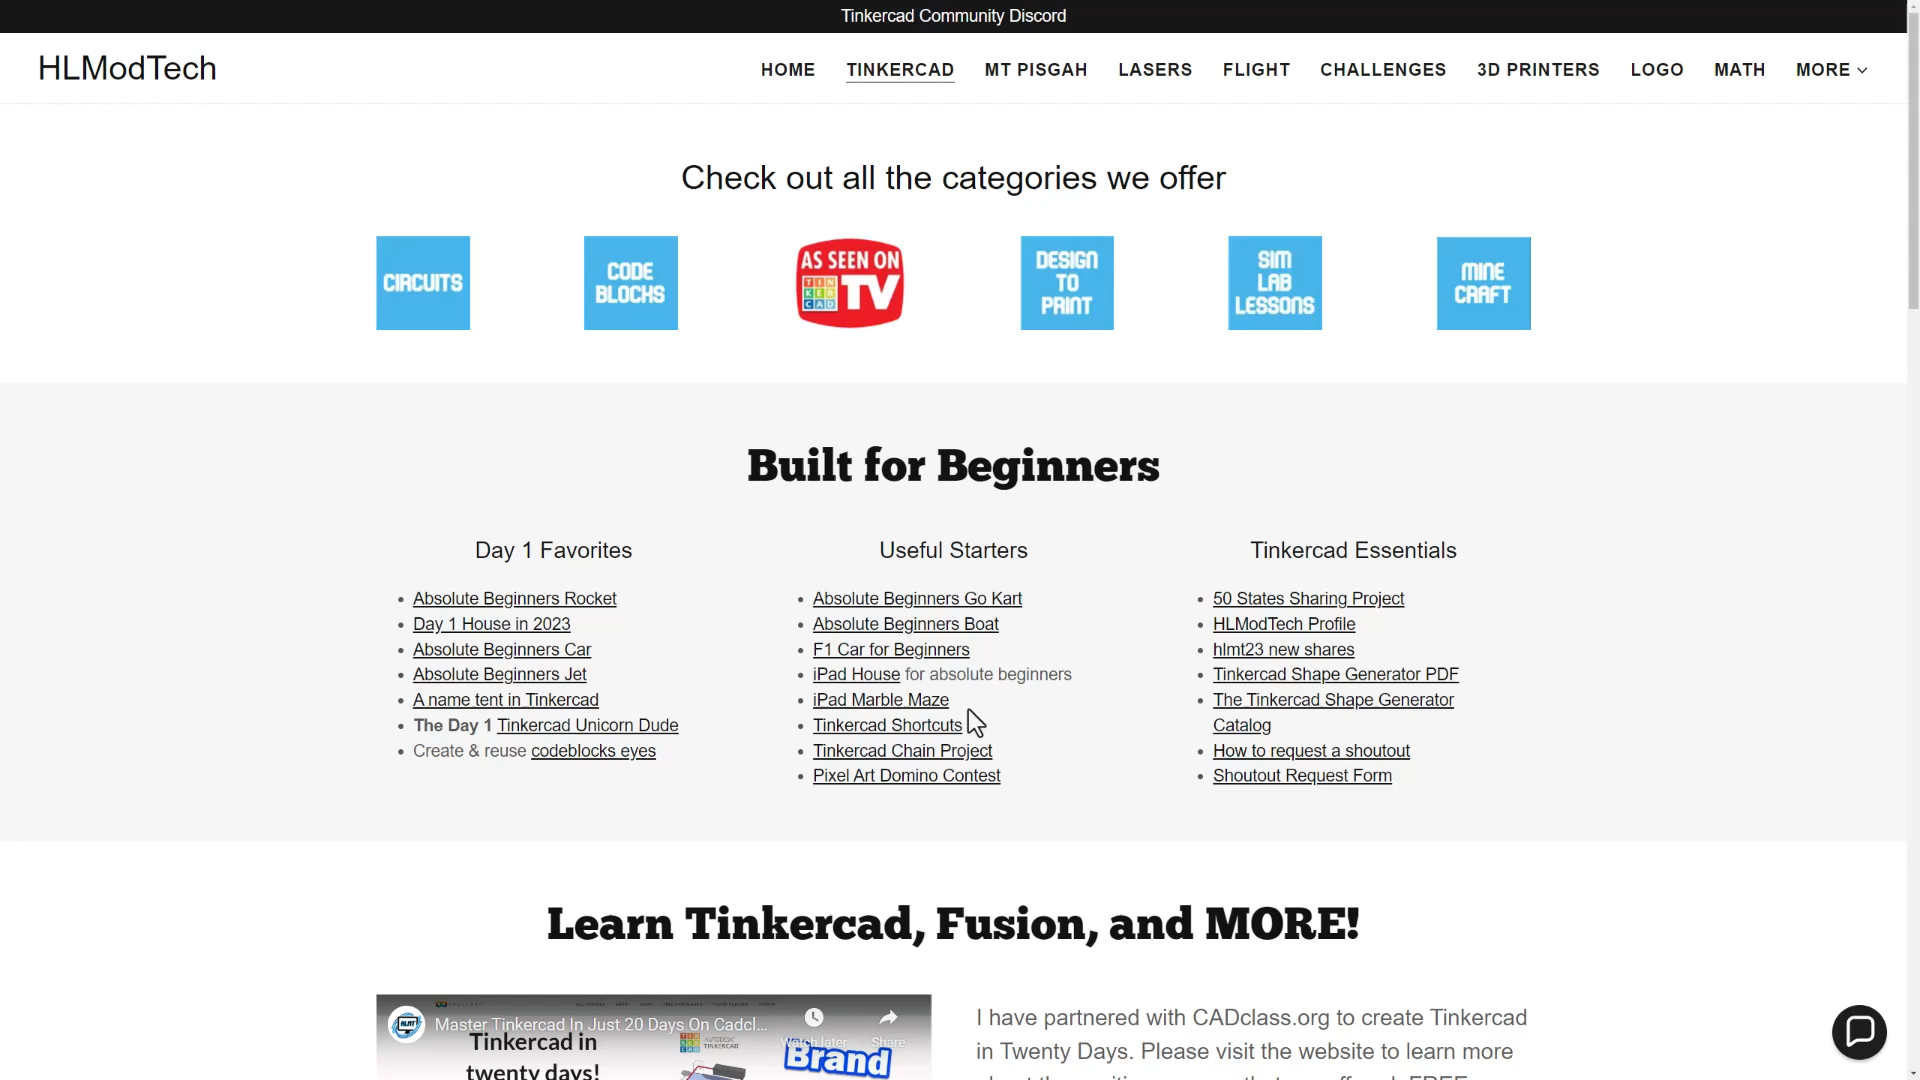 Tinkercad Community Discord
HLModTech
HOME TINKERCAD MT PISGAH LASERS FLIGHT CHALLENGES 3D PRINTERS LOGO MATH MORE
Check out all the categories we offer
CIRCUITS
CODE
BLOCKS
AS SEEN ON
TIN
KER
CAD
TV
DESIGN
TO
PRINT
SIM
LAB
LESSONS
MINE
CRAFT
Built for Beginners
Day 1 Favorites
Absolute Beginners Rocket
Day 1 House in 2023
Absolute Beginners Car
Absolute Beginners Jet
A name tent in Tinkercad
The Day 1 Tinkercad Unicorn Dude
Create & reuse codeblocks eyes
Useful Starters
Absolute Beginners Go Kart
Absolute Beginners Boat
F1 Car for Beginners
iPad House for absolute beginners
iPad Marble Maze
Tinkercad Shortcuts
Tinkercad Chain Project
Pixel Art Domino Contest
Tinkercad Essentials
50 States Sharing Project
HLModTech Profile
hlmt23 new shares
Tinkercad Shape Generator PDF
The Tinkercad Shape Generator
Catalog
How to request a shoutout
Shoutout Request Form
Learn Tinkercad, Fusion, and MORE!
HLMT
Master Tinkercad In Just 20 Days On Cadcl...
Watch later
Share
Tinkercad in
twenty days!
AUTODESK
TINKERCAD
Brand
I have partnered with CADclass.org to create Tinkercad
in Twenty Days. Please visit the website to learn more